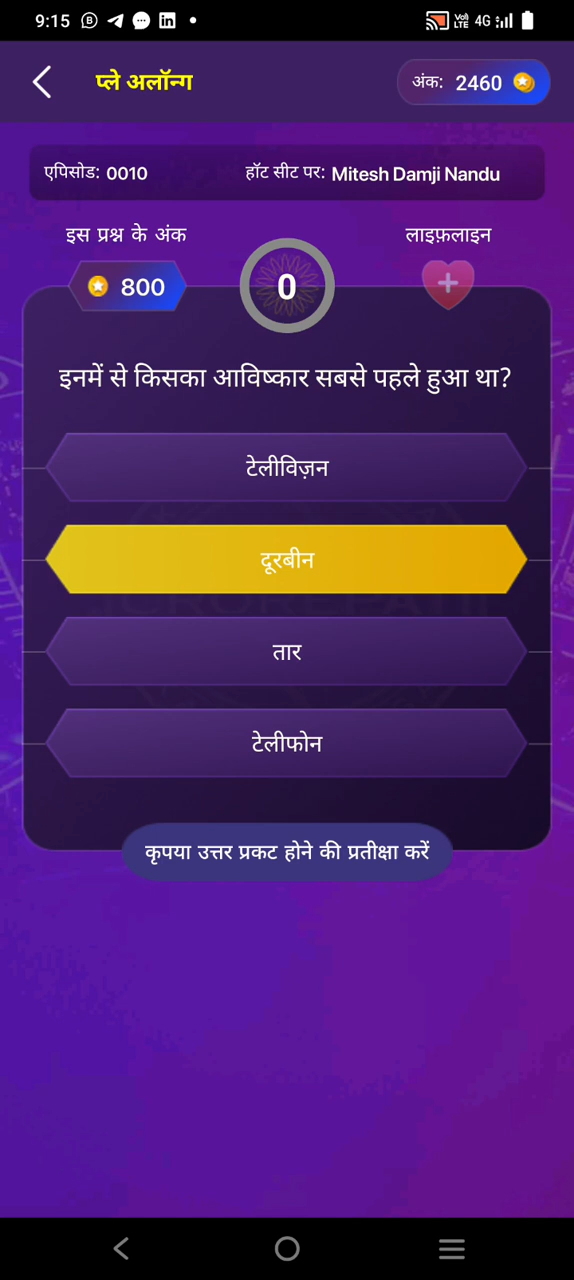 9:15
4G
प्ले अलॉन्ग
अंक: 2460
एपिसोड: 0010 हॉट सीट पर: Mitesh Damji Nandu
इस प्रश्न के अंक
लाइफ़लाइन
800
0
इनमें से किसका आविष्कार सबसे पहले हुआ था?
टेलीविज़न
दूरबीन
तार
टेलीफोन
कृपया उत्तर प्रकट होने की प्रतीक्षा करें